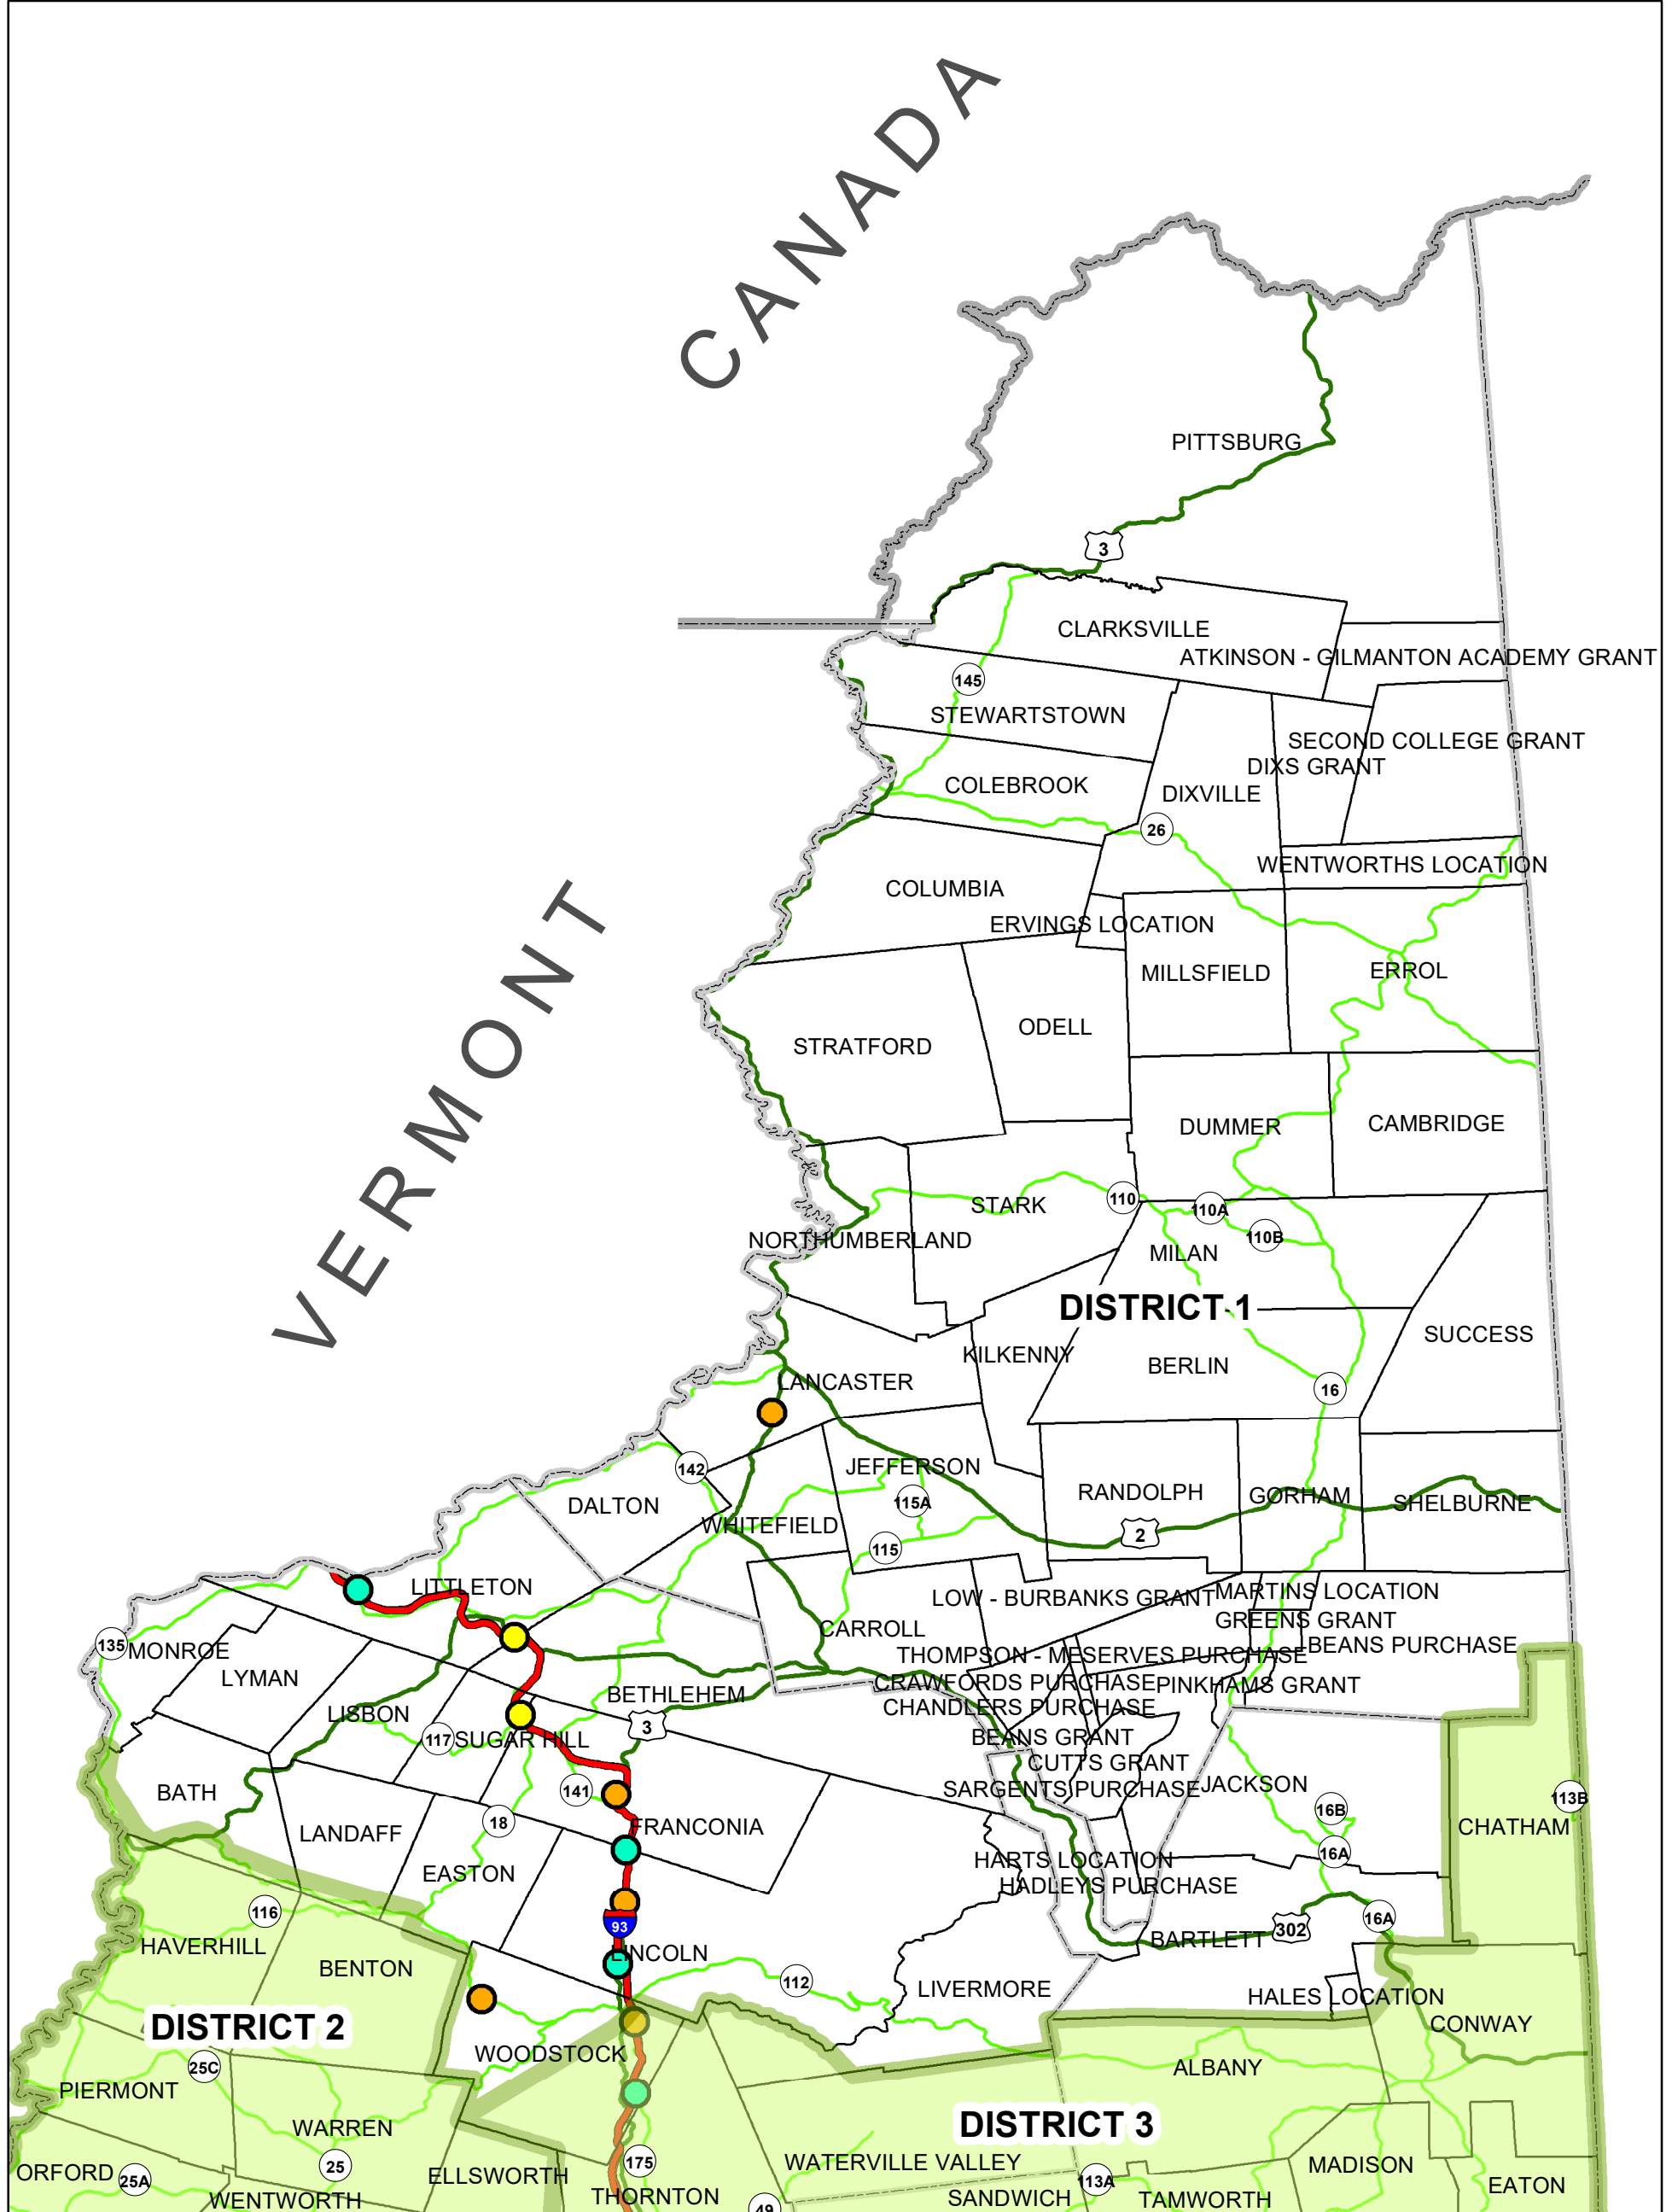 CANADA
PITTSBURG
3
CLARKSVILLE
ATKINSON - GILMANTON ACADEMY GRANT
145
STEWARTSTOWN
SECOND COLLEGE GRANT
DIXS GRANT
COLEBROOK
DIXVILLE
26
WENTWORTHS LOCATION
VERMONT
COLUMBIA
ERVINGS LOCATION
MILLSFIELD
ERROL
ODELL
STRATFORD
DUMMER
CAMBRIDGE
110
STARK
110A
110B
NORTHUMBERLAND
MILAN
DISTRICT 1
SUCCESS
KILKENNY
BERLIN
LANCASTER
16
142
JEFFERSON
RANDOLPH
GORHAM
SHELBURNE
115A
DALTON
WHITEFIELD
2
115
LITTLETON
LOW - BURBANKS GRANT
MARTINS LOCATION
GREENS GRANT
CARROLL
135
MONROE
BEANS PURCHASE
THOMPSON - MESERVES PURCHASE
LYMAN
CRAWFORDS PURCHASE
PINKHAMS GRANT
BETHLEHEM
CHANDLERS PURCHASE
LISBON
3
117
SUGAR HILL
BEANS GRANT
CUTTS GRANT
BATH
141
SARGENTS PURCHASE
JACKSON
113B
16B
18
FRANCONIA
CHATHAM
LANDAFF
16A
HARTS LOCATION
EASTON
HADLEYS PURCHASE
116
16A
93
302
BARTLETT
HAVERHILL
LINCOLN
BENTON
112
LIVERMORE
HALES LOCATION
DISTRICT 2
CONWAY
WOODSTOCK
25C
ALBANY
PIERMONT
DISTRICT 3
WARREN
175
WATERVILLE VALLEY
MADISON
25
ORFORD
25A
ELLSWORTH
113A
EATON
THORNTON
SANDWICH
TAMWORTH
WENTWORTH
49